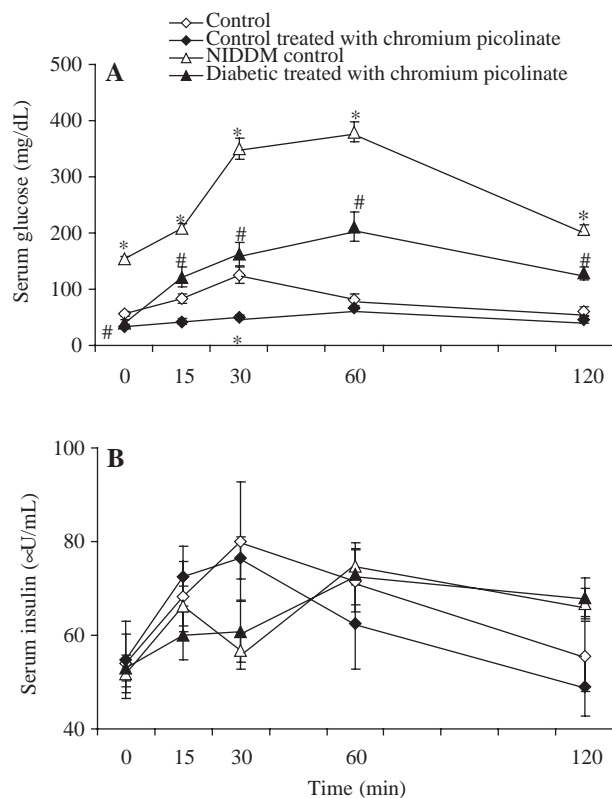 Control
Control treated with chromium picolinate
NIDDM control
Diabetic treated with chromium picolinate
A
Serum glucose (mg/dL)
500
400
300
200
100
0
* * * * *
# # # # #
*
0 15 30 60 120
B
Serum insulin (∝U/mL)
100
80
60
40
0 15 30 60 120
Time (min)